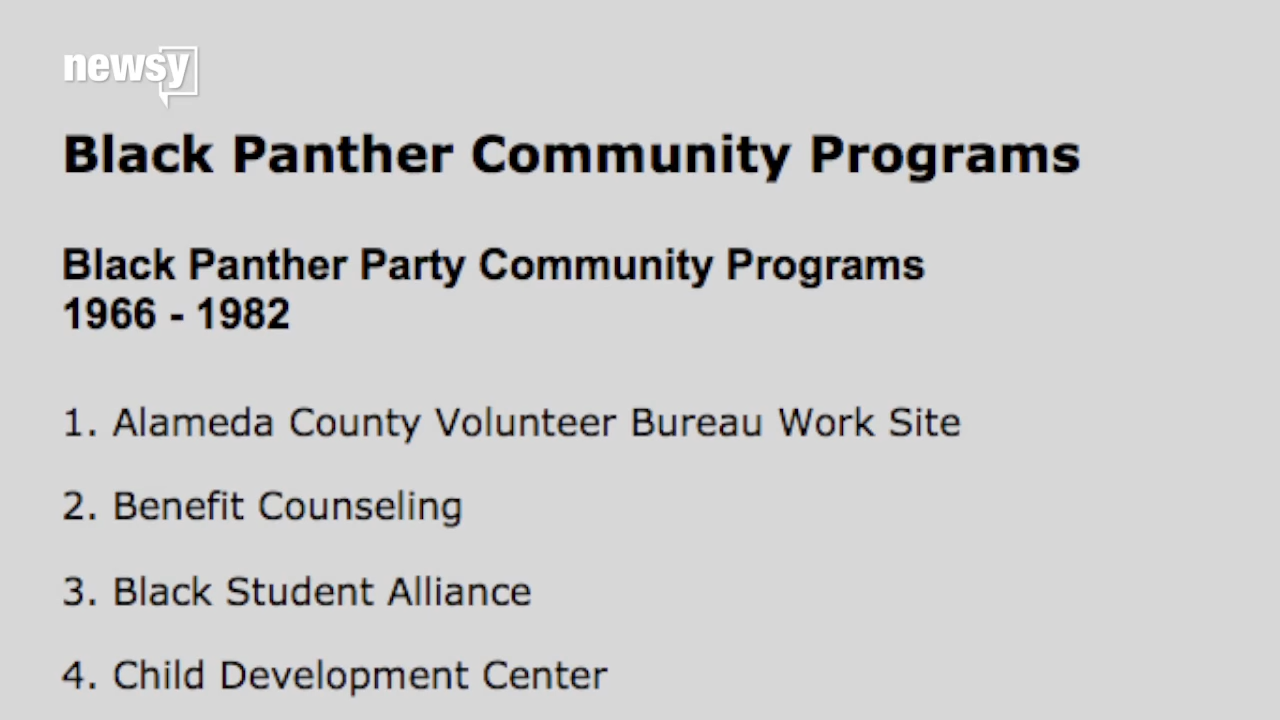 newsy
Black Panther Community Programs
Black Panther Party Community Programs
1966 - 1982
1. Alameda County Volunteer Bureau Work Site
2. Benefit Counseling
3. Black Student Alliance
4. Child Development Center